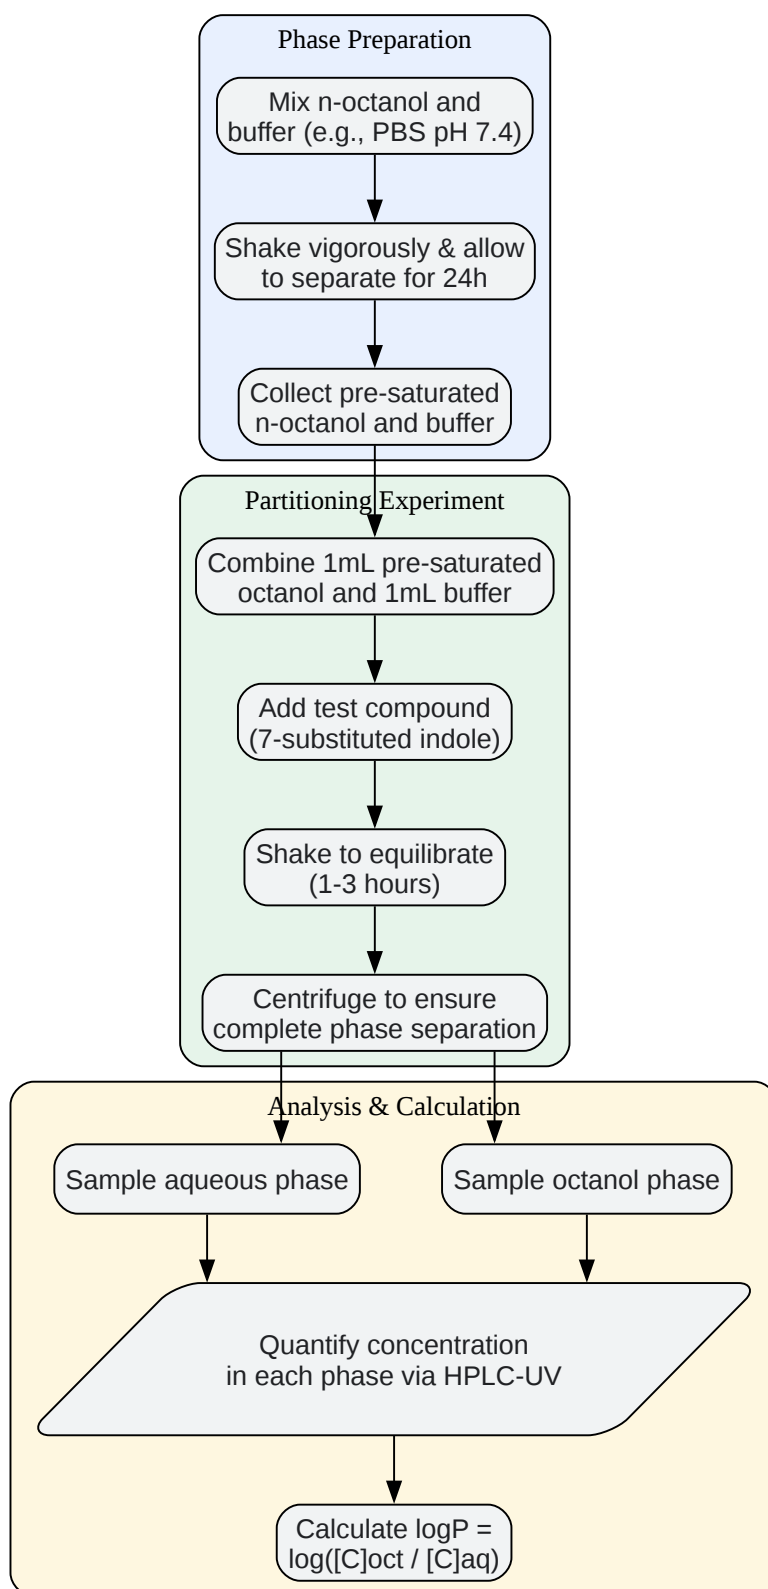 Phase Preparation
Mix n-octanol and
buffer (e.g., PBS pH 7.4)
Shake vigorously & allow
to separate for 24h
Collect pre-saturated
n-octanol and buffer
Partitioning Experiment
Combine 1mL pre-saturated
octanol and 1mL buffer
Add test compound
(7-substituted indole)
Shake to equilibrate
(1-3 hours)
Centrifuge to ensure
complete phase separation
Analysis & Calculation
Sample aqueous phase
Sample octanol phase
Quantify concentration
in each phase via HPLC-UV
Calculate logP =
log([C]oct / [C]aq)